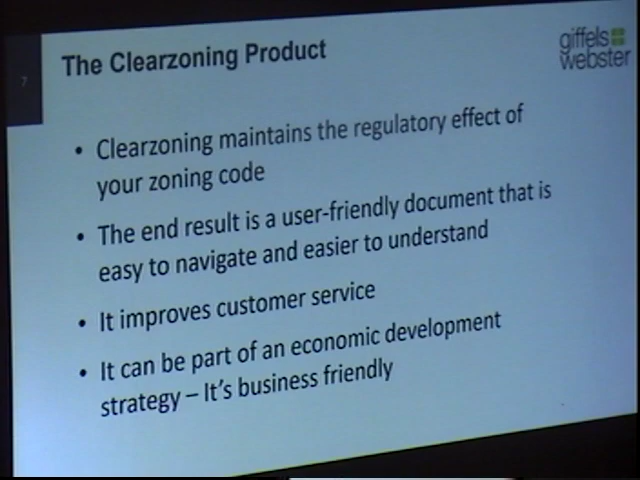 7
The Clearzoning Product
giffels
webster
• Clearzoning maintains the regulatory effect of
your zoning code
• The end result is a user-friendly document that is
easy to navigate and easier to understand
• It improves customer service
• It can be part of an economic development
strategy – It's business friendly